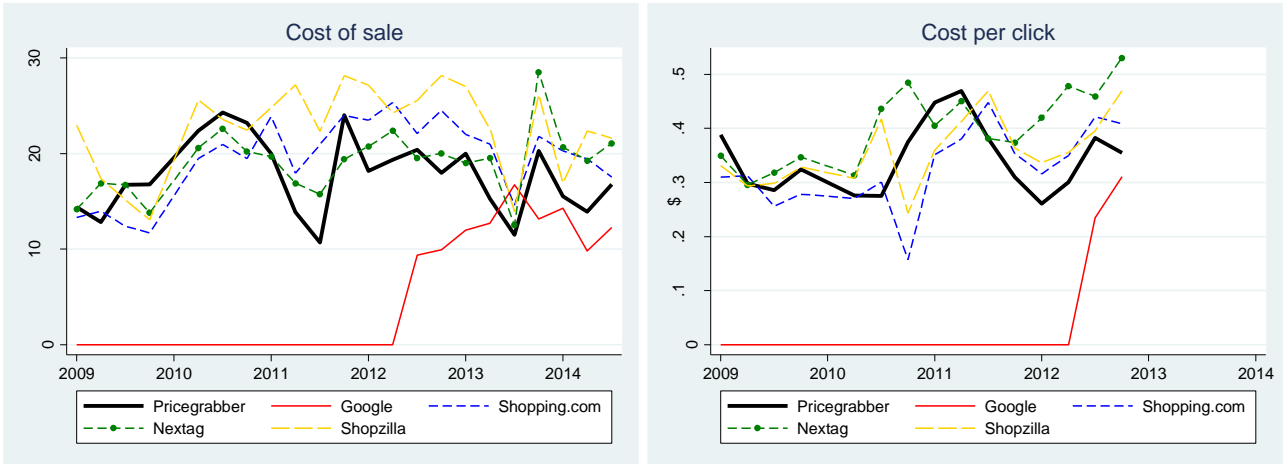 Cost of sale
30
20
10
0
2009 2010 2011 2012 2013 2014
Pricegrabber Google Shopping.com
Nextag Shopzilla
Cost per click
$
.5
.4
.3
.2
.1
0
2009 2010 2011 2012 2013 2014
Pricegrabber Google Shopping.com
Nextag Shopzilla